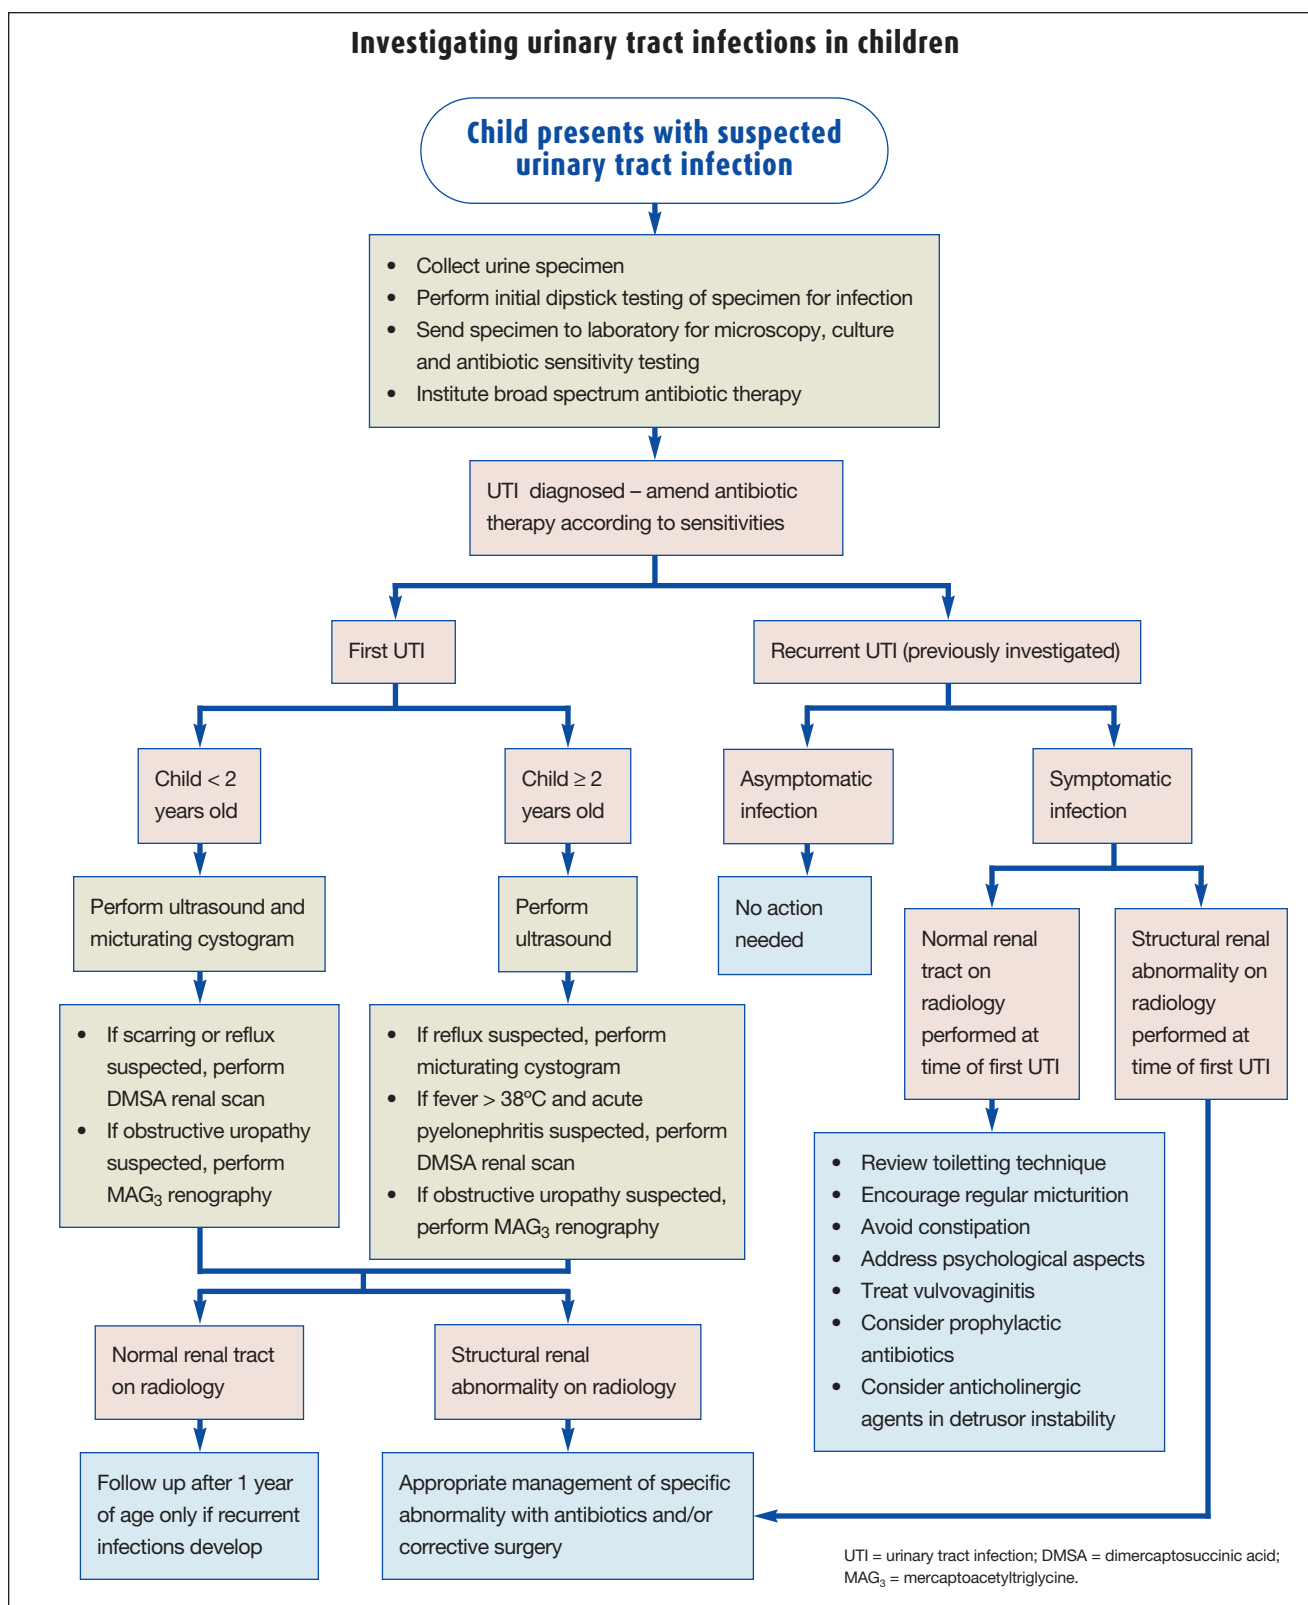 Investigating urinary tract infections in children
Child presents with suspected
urinary tract infection
• Collect urine specimen
• Perform initial dipstick testing of specimen for infection
• Send specimen to laboratory for microscopy, culture
and antibiotic sensitivity testing
• Institute broad spectrum antibiotic therapy
UTI diagnosed – amend antibiotic
therapy according to sensitivities
First UTI
Recurrent UTI (previously investigated)
Child < 2
years old
Child ≥ 2
years old
Asymptomatic
infection
Symptomatic
infection
Perform ultrasound and
micturating cystogram
Perform
ultrasound
No action
needed
Normal renal
tract on
radiology
performed at
time of first UTI
Structural renal
abnormality on
radiology
performed at
time of first UTI
• If scarring or reflux
suspected, perform
DMSA renal scan
• If obstructive uropathy
suspected, perform
MAG₃ renography
• If reflux suspected, perform
micturating cystogram
• If fever > 38ºC and acute
pyelonephritis suspected, perform
DMSA renal scan
• If obstructive uropathy suspected,
perform MAG₃ renography
• Review toiletting technique
• Encourage regular micturition
• Avoid constipation
• Address psychological aspects
• Treat vulvovaginitis
• Consider prophylactic
antibiotics
• Consider anticholinergic
agents in detrusor instability
Normal renal tract
on radiology
Structural renal
abnormality on radiology
Follow up after 1 year
of age only if recurrent
infections develop
Appropriate management of specific
abnormality with antibiotics and/or
corrective surgery
UTI = urinary tract infection; DMSA = dimercaptosuccinic acid;
MAG₃ = mercaptoacetyltriglycine.